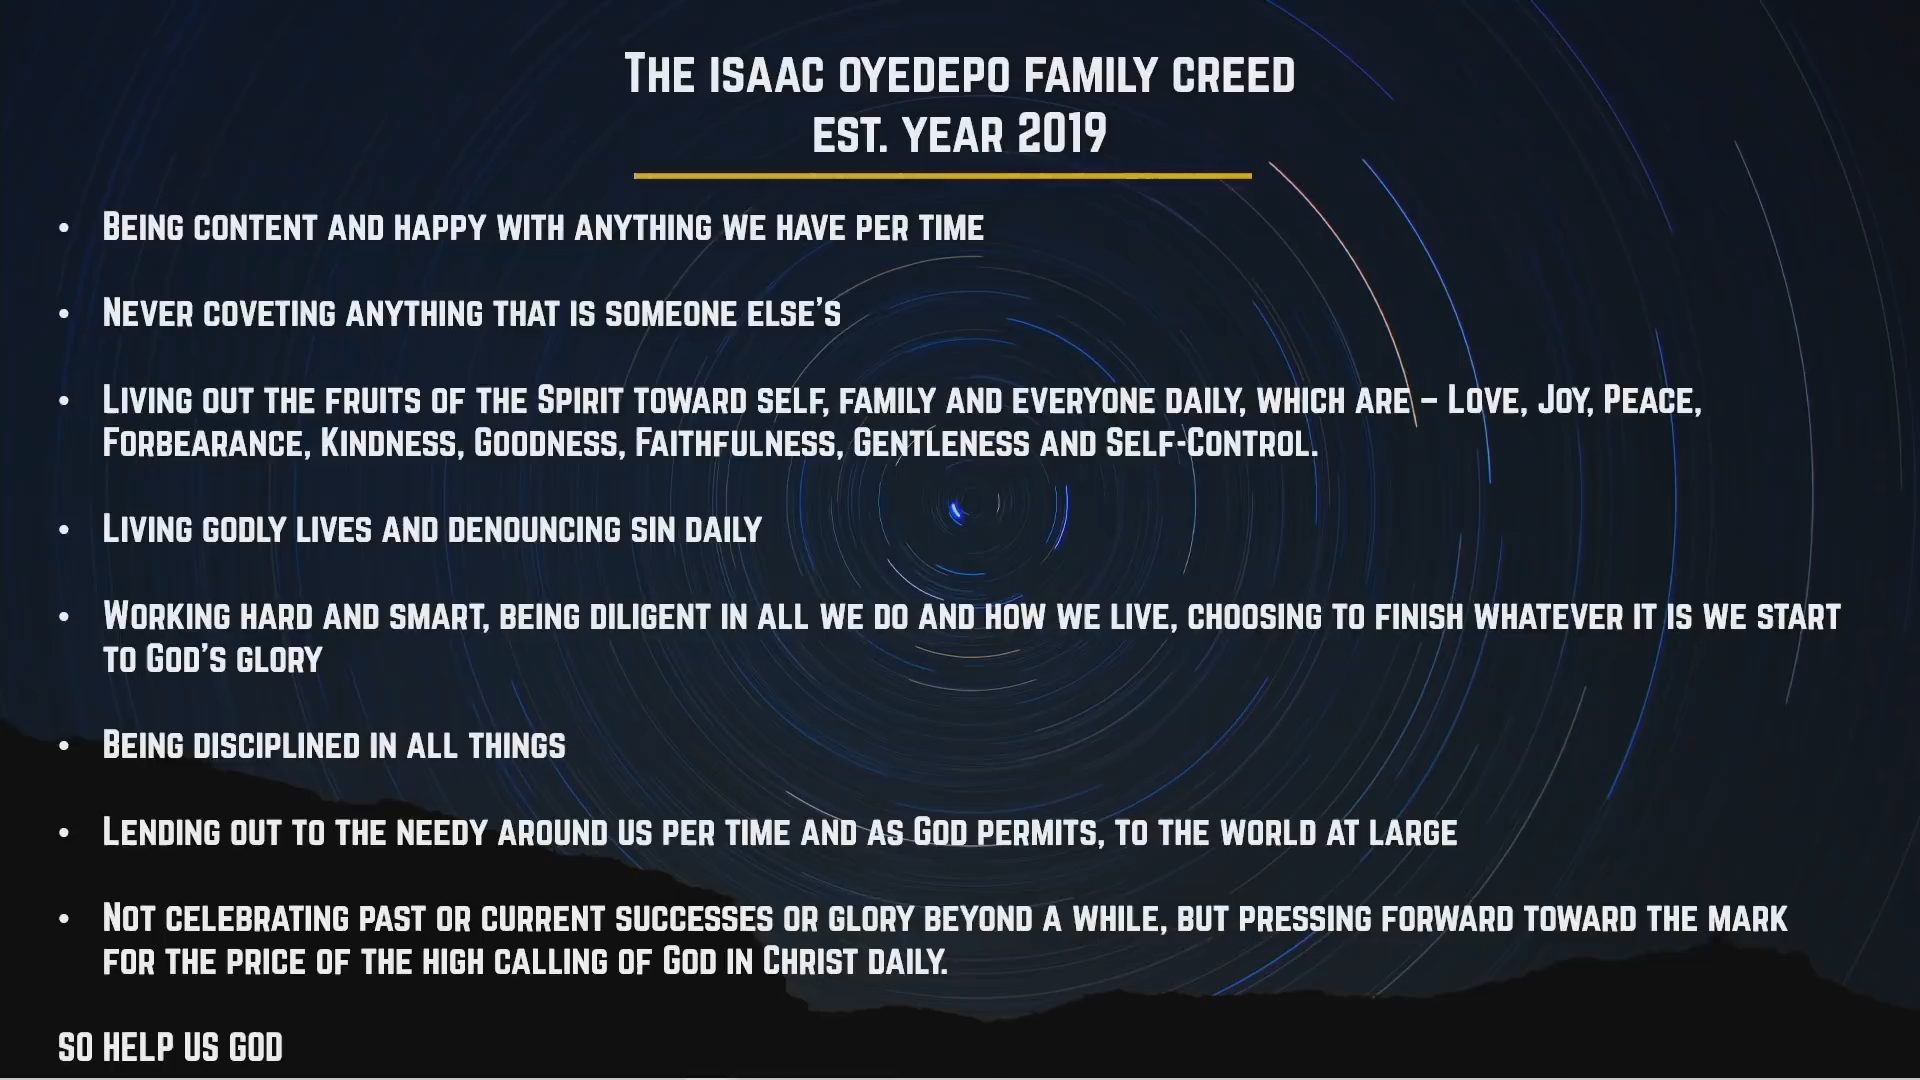 The isaac oyedepo family creed
est. year 2019
• Being content and happy with anything we have per time
• Never coveting anything that is someone else's
• Living out the fruits of the Spirit toward self, family and everyone daily, which are – Love, Joy, Peace,
Forbearance, Kindness, Goodness, Faithfulness, Gentleness and Self-Control.
• Living godly lives and denouncing sin daily
• Working hard and smart, being diligent in all we do and how we live, choosing to finish whatever it is we start
to God's glory
• Being disciplined in all things
• Lending out to the needy around us per time and as God permits, to the world at large
• Not celebrating past or current successes or glory beyond a while, but pressing forward toward the mark
for the price of the high calling of God in Christ daily.
so help us god